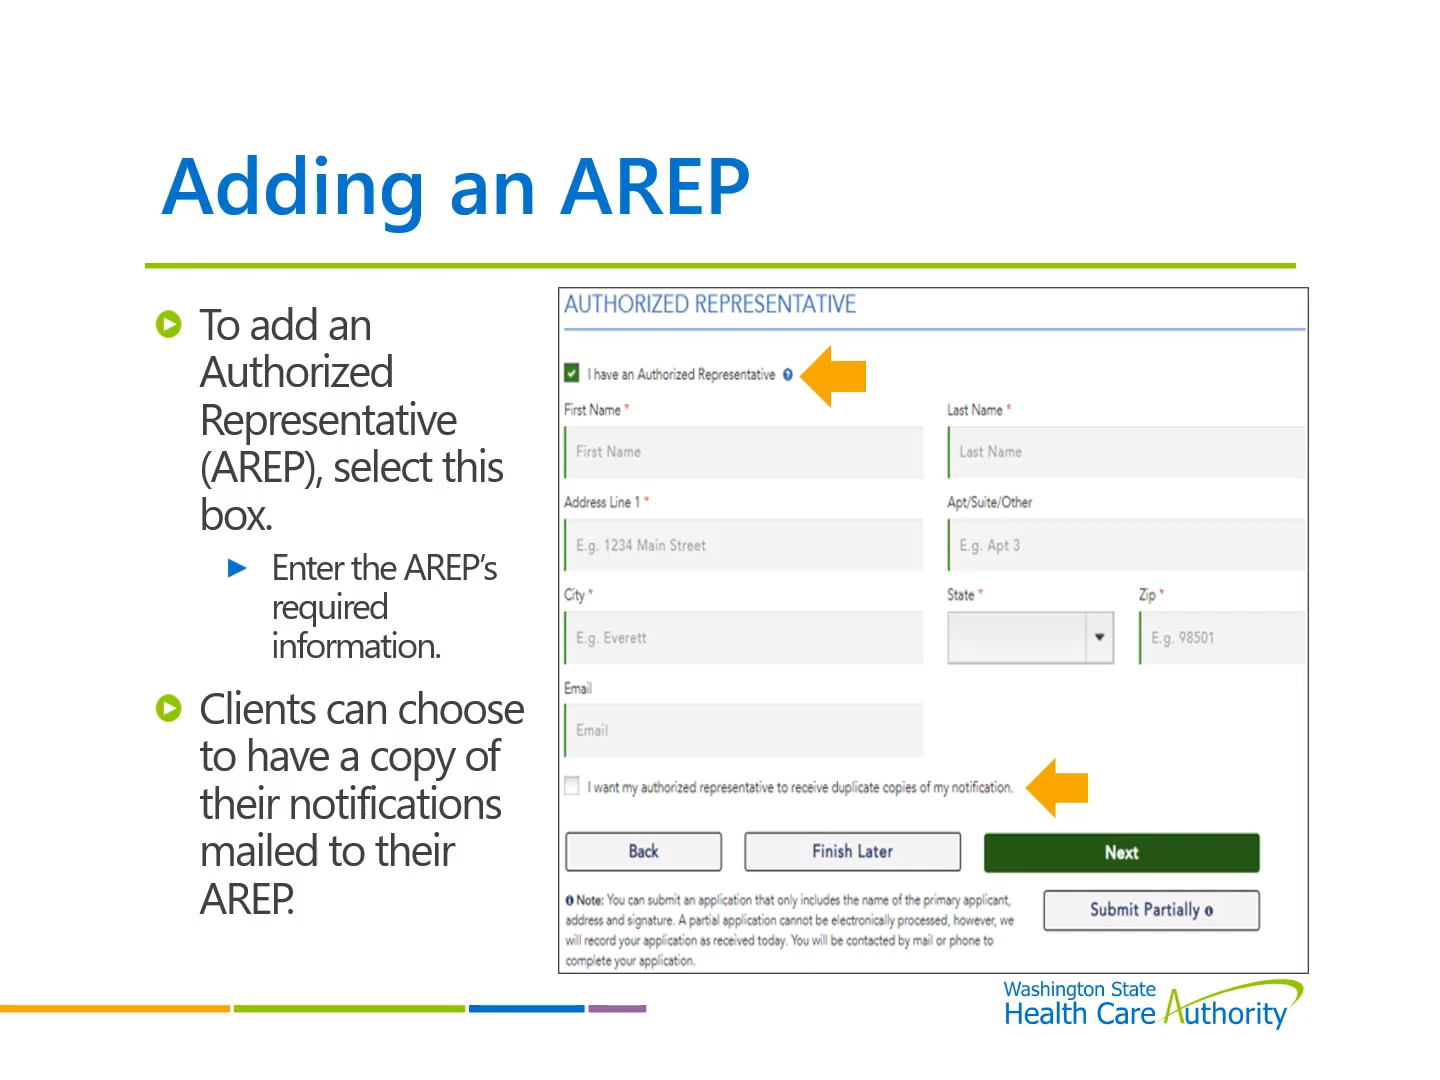 Adding an AREP
To add an
Authorized
Representative
(AREP), select this
box.
Enter the AREP’s
required
information.
Clients can choose
to have a copy of
their notifications
mailed to their
AREP.
AUTHORIZED REPRESENTATIVE
I have an Authorized Representative
First Name * Last Name *
First Name Last Name
Address Line 1 * Apt/Suite/Other
E.g. 1234 Main Street E.g. Apt 3
City * State * Zip *
E.g. Everett E.g. 98501
Email
Email
I want my authorized representative to receive duplicate copies of my notification.
Back Finish Later Next
Note: You can submit an application that only includes the name of the primary applicant,
address and signature. A partial application cannot be electronically processed, however, we
will record your application as received today. You will be contacted by mail or phone to
complete your application.
Submit Partially
Washington State
Health Care Authority